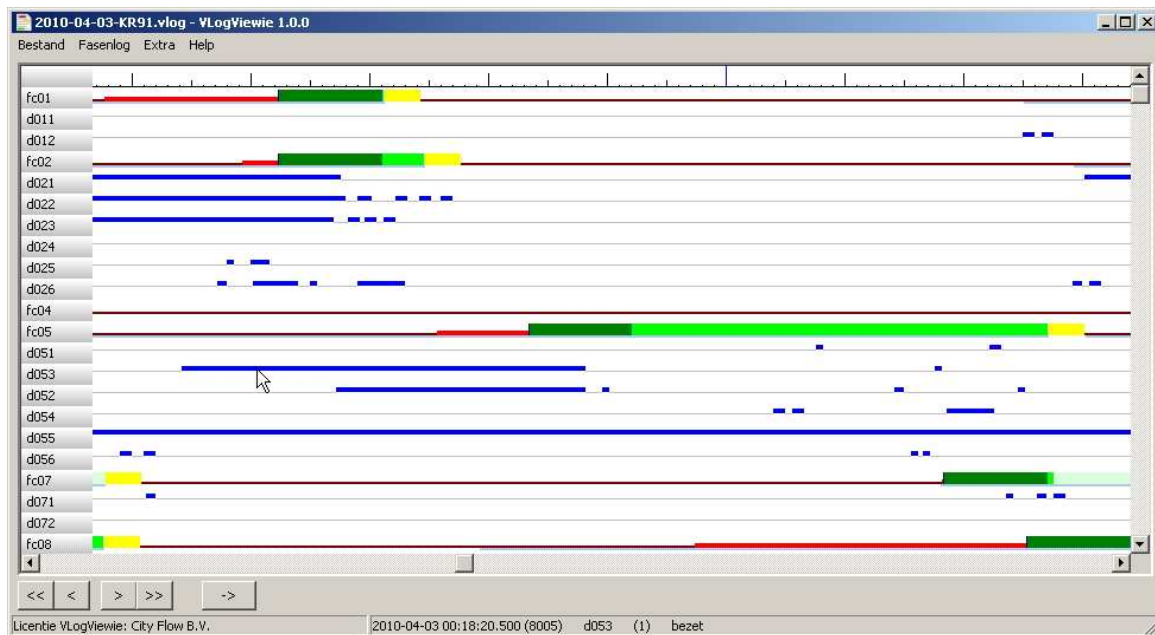 2010-04-03-KR91.vlog - VLogViewie 1.0.0
Bestand Fasenlog Extra Help
fc01
d011
d012
fc02
d021
d022
d023
d024
d025
d026
fc04
fc05
d051
d053
d052
d054
d055
d056
fc07
d071
d072
fc08
<< < > >> ->
Licentie VLogViewie: City Flow B.V. 2010-04-03 00:18:20.500 (8005) d053 (1) bezet